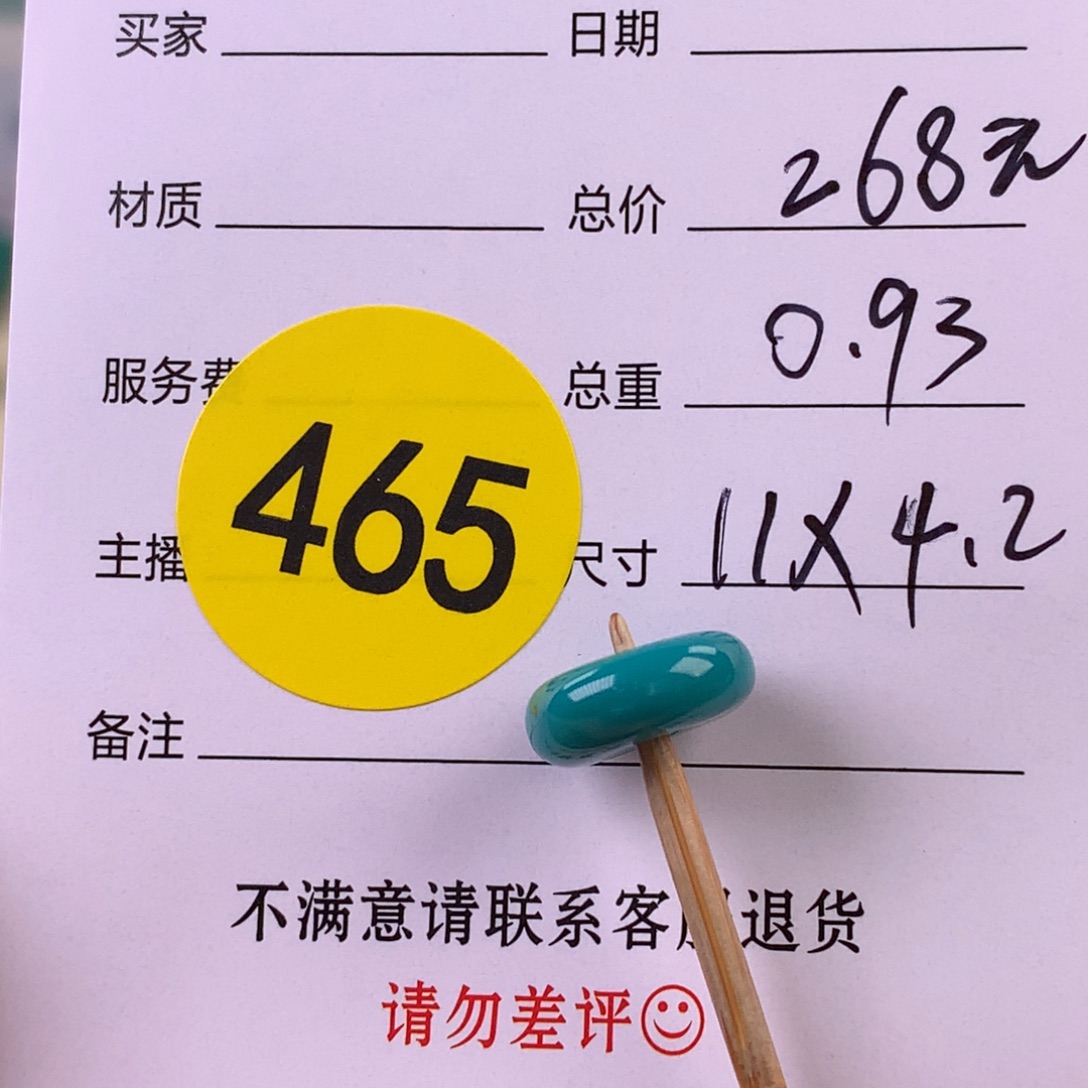 买家 日期
材质 总价 268元
服务费 总重 0.93
465
主播 尺寸 11X4.2
备注
不满意请联系客服退货
请勿差评